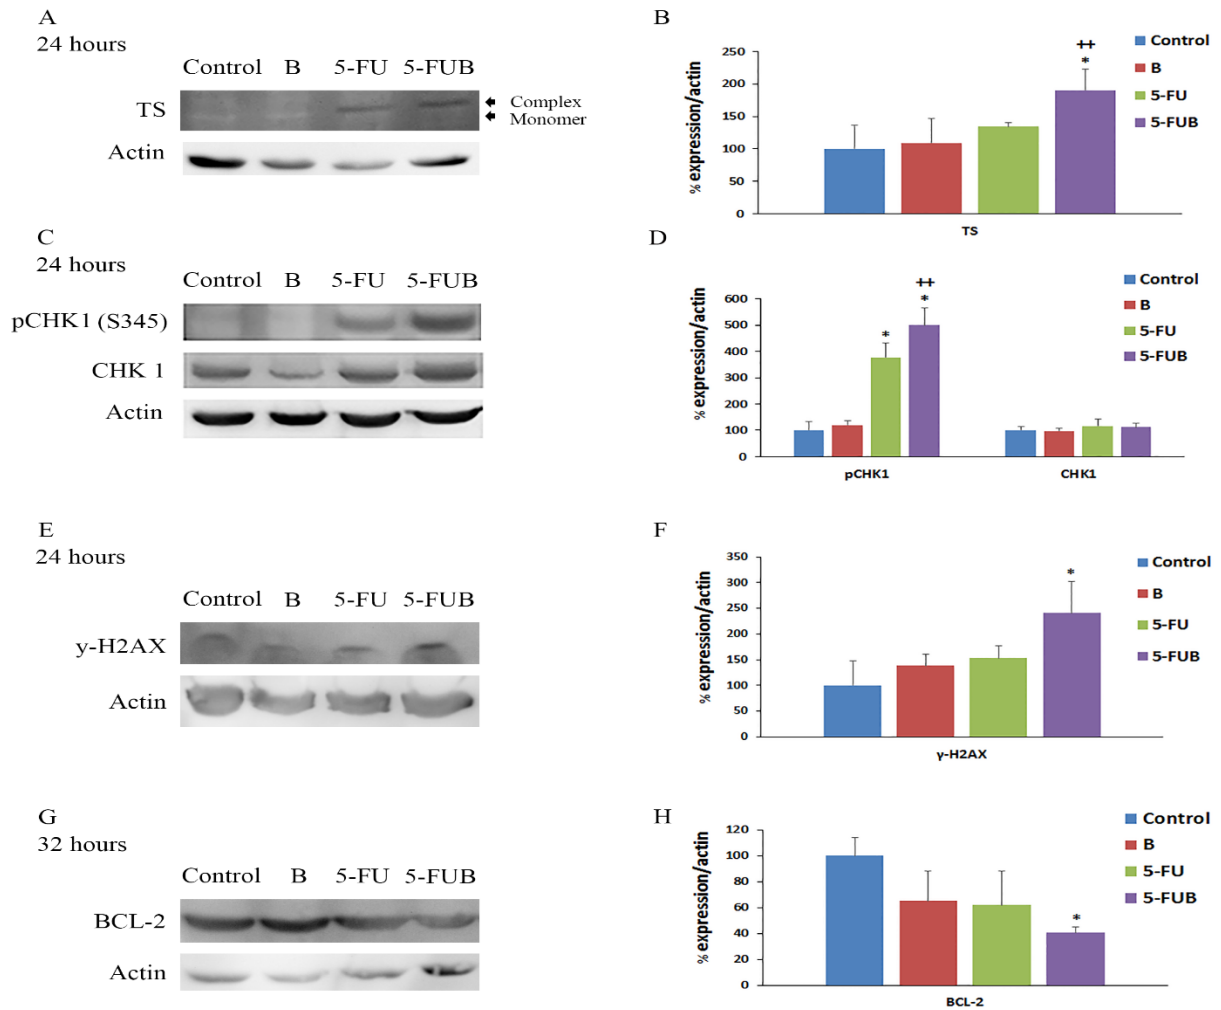 A
24 hours
Control B 5-FU 5-FUB
TS
Complex
Monomer
Actin
B
% expression/actin
250
200
150
100
50
0
++
*
TS
Control
B
5-FU
5-FUB
C
24 hours
Control B 5-FU 5-FUB
pCHK1 (S345)
CHK 1
Actin
D
% expression/actin
600
500
400
300
200
100
0
*
++
*
pCHK1 CHK1
Control
B
5-FU
5-FUB
E
24 hours
Control B 5-FU 5-FUB
y-H2AX
Actin
F
% expression/actin
350
300
250
200
150
100
50
0
*
γ-H2AX
Control
B
5-FU
5-FUB
G
32 hours
Control B 5-FU 5-FUB
BCL-2
Actin
H
% expression/actin
120
100
80
60
40
20
0
*
BCL-2
Control
B
5-FU
5-FUB